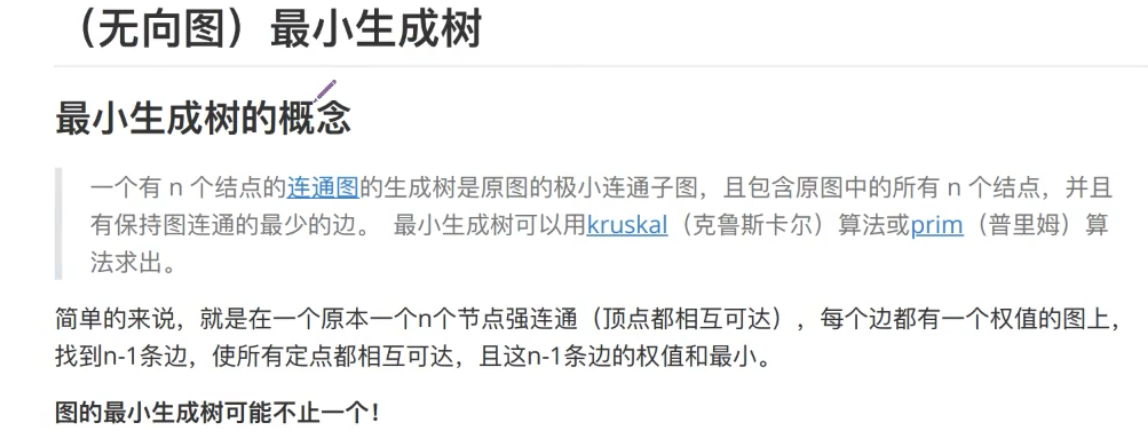 （无向图）最小生成树
最小生成树的概念
一个有 n 个结点的连通图的生成树是原图的极小连通子图，且包含原图中的所有 n 个结点，并且
有保持图连通的最少的边。 最小生成树可以用kruskal（克鲁斯卡尔）算法或prim（普里姆）算
法求出。
简单的来说，就是在一个原本一个n个节点强连通（顶点都相互可达），每个边都有一个权值的图上，
找到n-1条边，使所有定点都相互可达，且这n-1条边的权值和最小。
图的最小生成树可能不止一个！